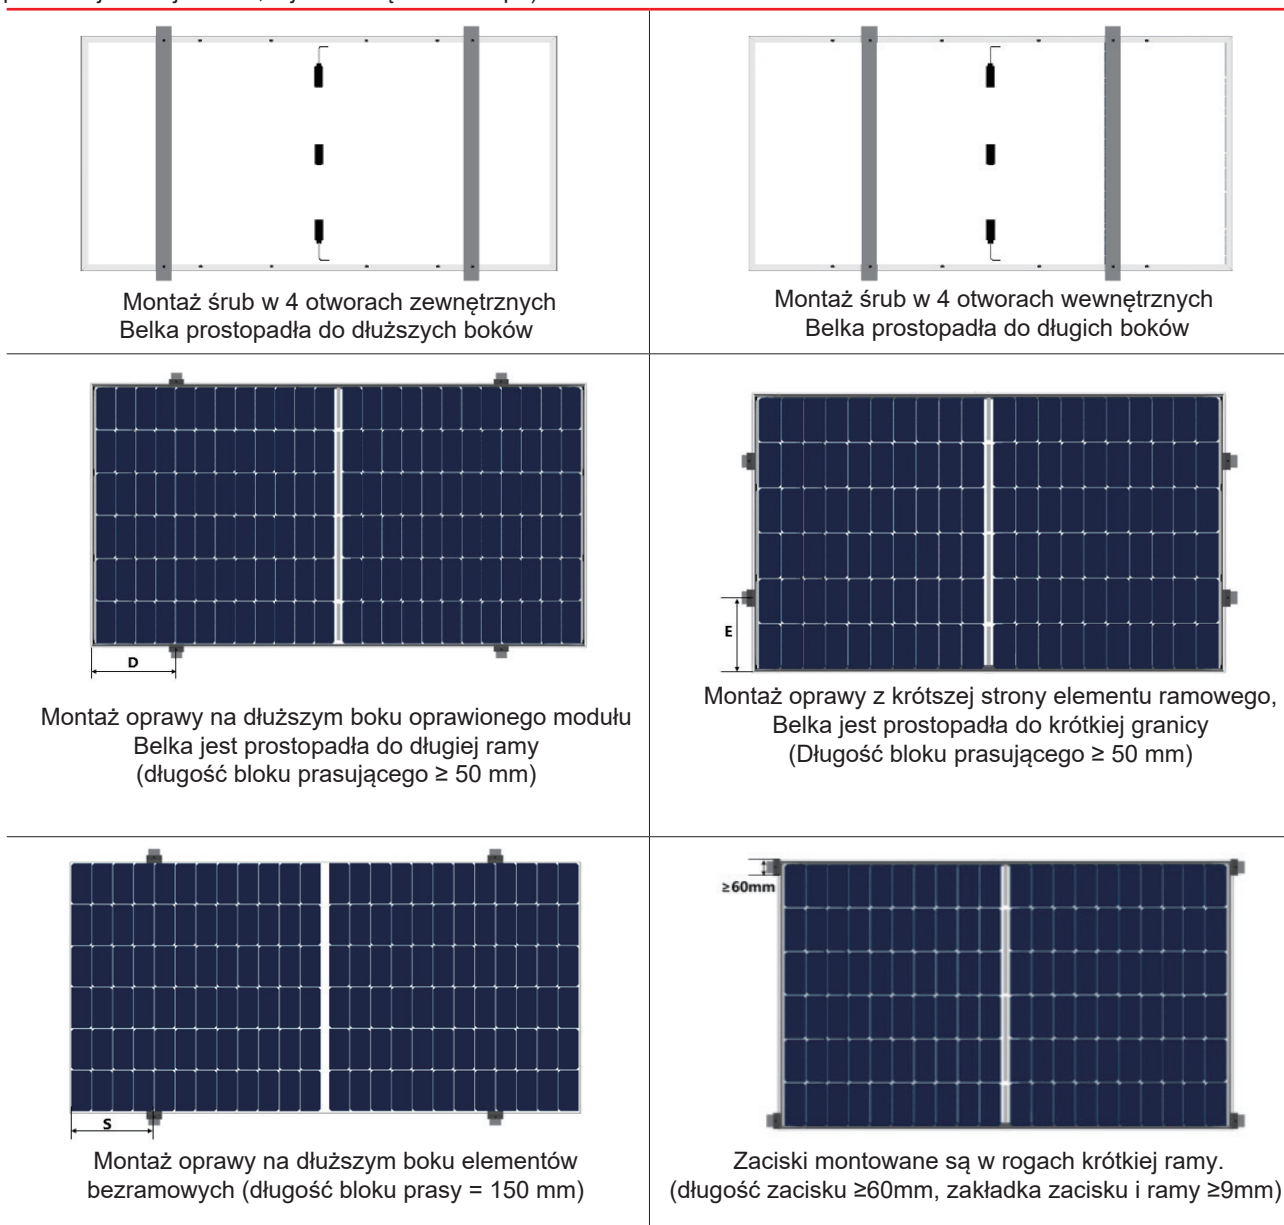 Montaż śrub w 4 otworach zewnętrznych
Belka prostopadła do dłuższych boków
Montaż śrub w 4 otworach wewnętrznych
Belka prostopadła do długich boków
D
Montaż oprawy na dłuższym boku oprawionego modułu
Belka jest prostopadła do długiej ramy
(długość bloku prasującego ≥ 50 mm)
E
Montaż oprawy z krótszej strony elementu ramowego,
Belka jest prostopadła do krótkiej granicy
(Długość bloku prasującego ≥ 50 mm)
S
Montaż oprawy na dłuższym boku elementów
bezramowych (długość bloku prasy = 150 mm)
≥60mm
Zaciski montowane są w rogach krótkiej ramy.
(długość zacisku ≥60mm, zakładka zacisku i ramy ≥9mm)